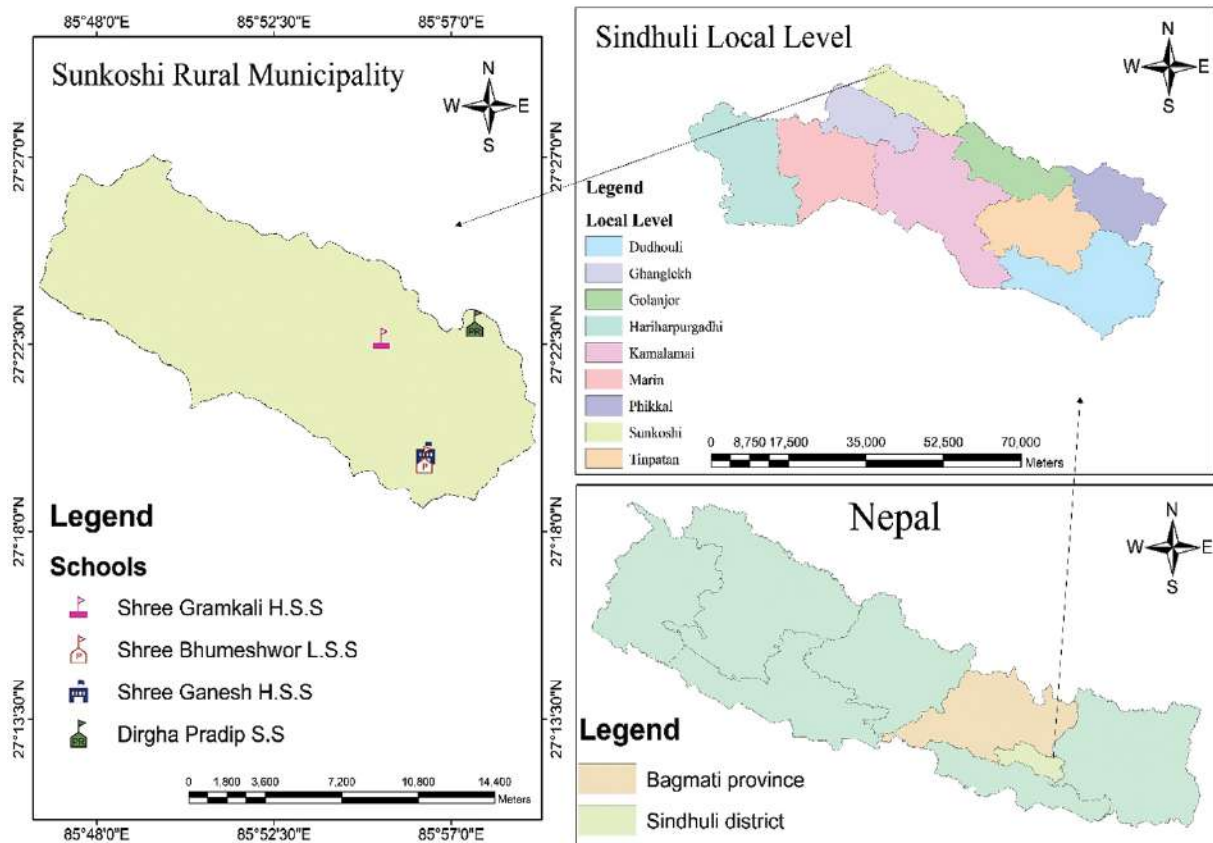 85°48'0"E 85°52'30"E 85°57'0"E
Sunkoshi Rural Municipality
N
W E
S
27°27'0"N 27°27'0"N
27°22'30"N 27°22'30"N
27°18'0"N 27°18'0"N
27°13'30"N 27°13'30"N
PR
P
Legend
Schools
Shree Gramkali H.S.S
P Shree Bhumeshwor L.S.S
Shree Ganesh H.S.S
PR Dirgha Pradip S.S
0 1,800 3,600 7,200 10,800 14,400
Meters
85°48'0"E 85°52'30"E 85°57'0"E
Sindhuli Local Level
N
W E
S
Legend
Local Level
Dudhouli
Ghanglekh
Golanjor
Hariharpurgadhi
Kamalamai
Marin
Phikkal
Sunkoshi
Tinpatan
0 8,750 17,500 35,000 52,500 70,000
Meters
Nepal
N
W E
S
Legend
Bagmati province
Sindhuli district